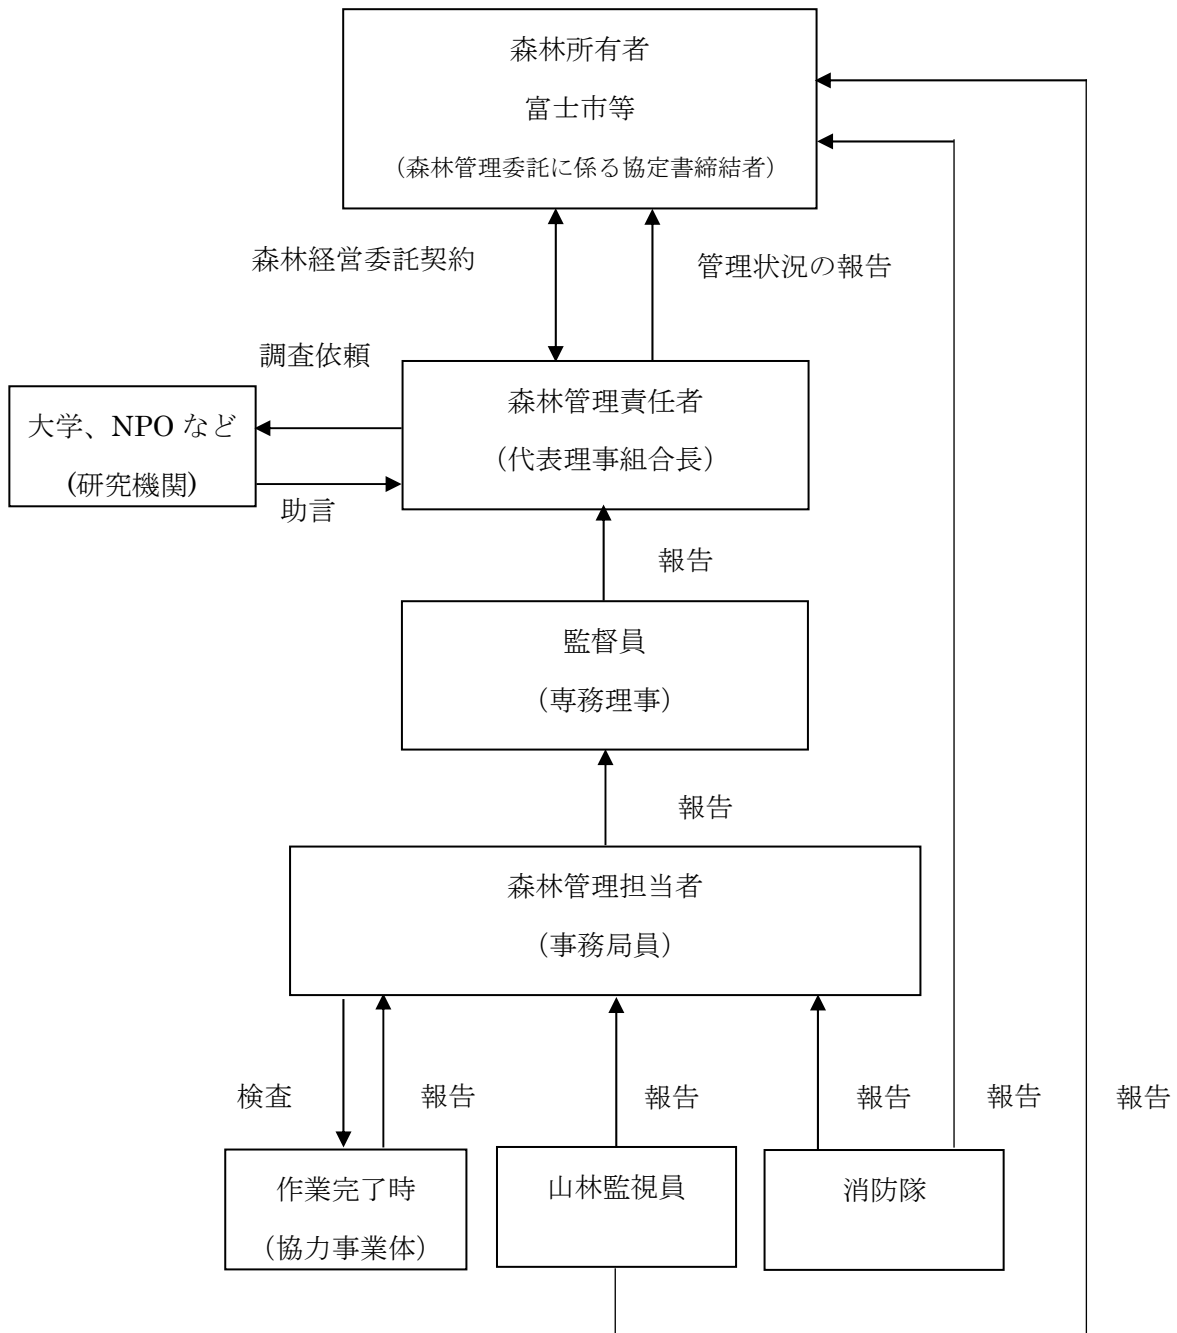 森林所有者
富士市等
（森林管理委託に係る協定書締結者）
森林経営委託契約
管理状況の報告
調査依頼
大学、NPO など
(研究機関)
助言
森林管理責任者
（代表理事組合長）
報告
監督員
（専務理事）
報告
森林管理担当者
（事務局員）
検査
報告
報告
報告
報告
報告
作業完了時
（協力事業体）
山林監視員
消防隊